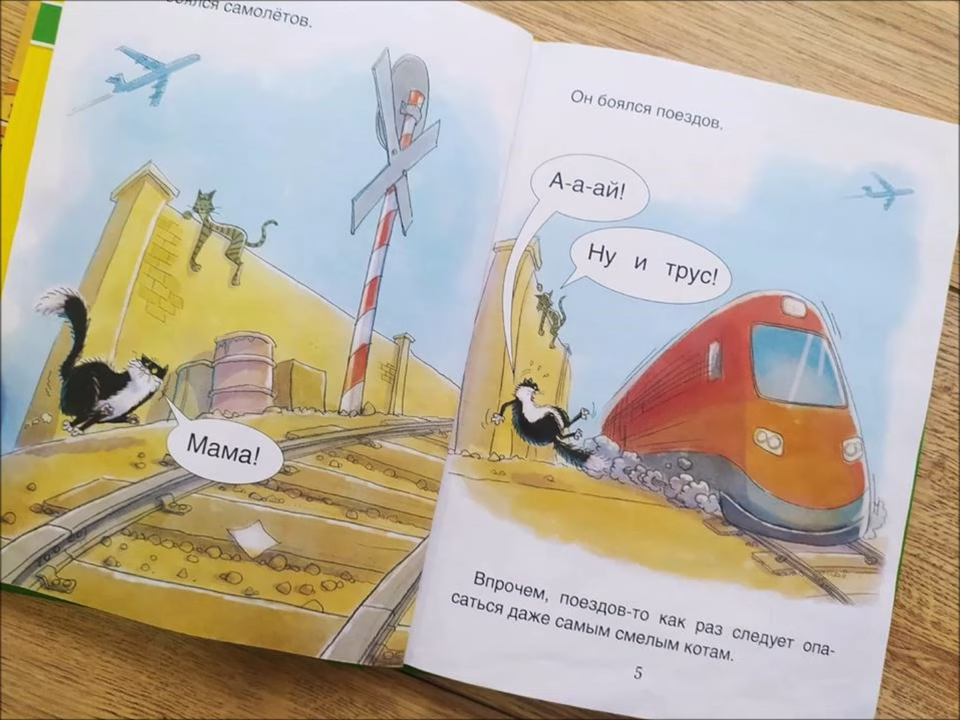 боялся самолётов.
Мама!
Он боялся поездов.
А-а-ай!
Ну и трус!
Впрочем, поездов-то как раз следует опа-
саться даже самым смелым котам.
5